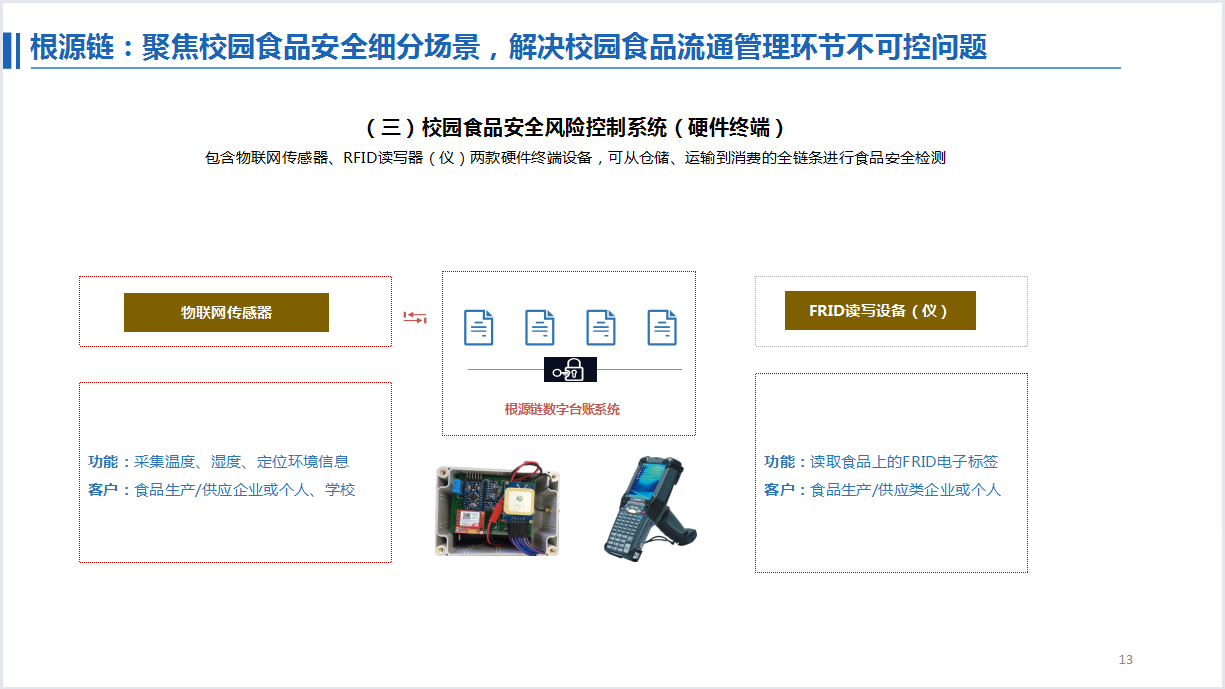 根源链：聚焦校园食品安全细分场景，解决校园食品流通管理环节不可控问题
（三）校园食品安全风险控制系统（硬件终端）
包含物联网传感器、RFID读写器（仪）两款硬件终端设备，可从仓储、运输到消费的全链条进行食品安全检测
物联网传感器
FRID读写设备（仪）
根源链数字台账系统
功能：采集温度、湿度、定位环境信息
客户：食品生产/供应企业或个人、学校
功能：读取食品上的FRID电子标签
客户：食品生产/供应类企业或个人
13